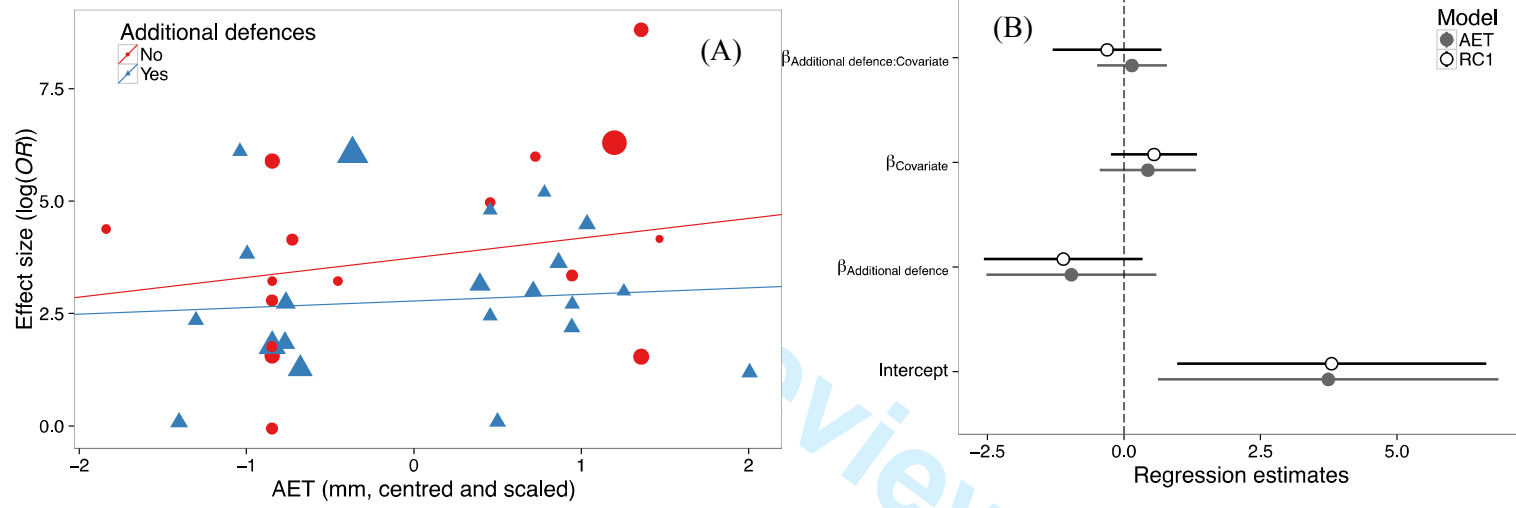 Additional defences
No
Yes
(A)
7.5
5.0
2.5
0.0
Effect size (log(OR))
−2
−1
0
1
2
AET (mm, centred and scaled)
(B)
Model
AET
RC1
βAdditional defence:Covariate
βCovariate
βAdditional defence
Intercept
−2.5
0.0
2.5
5.0
Regression estimates
eview